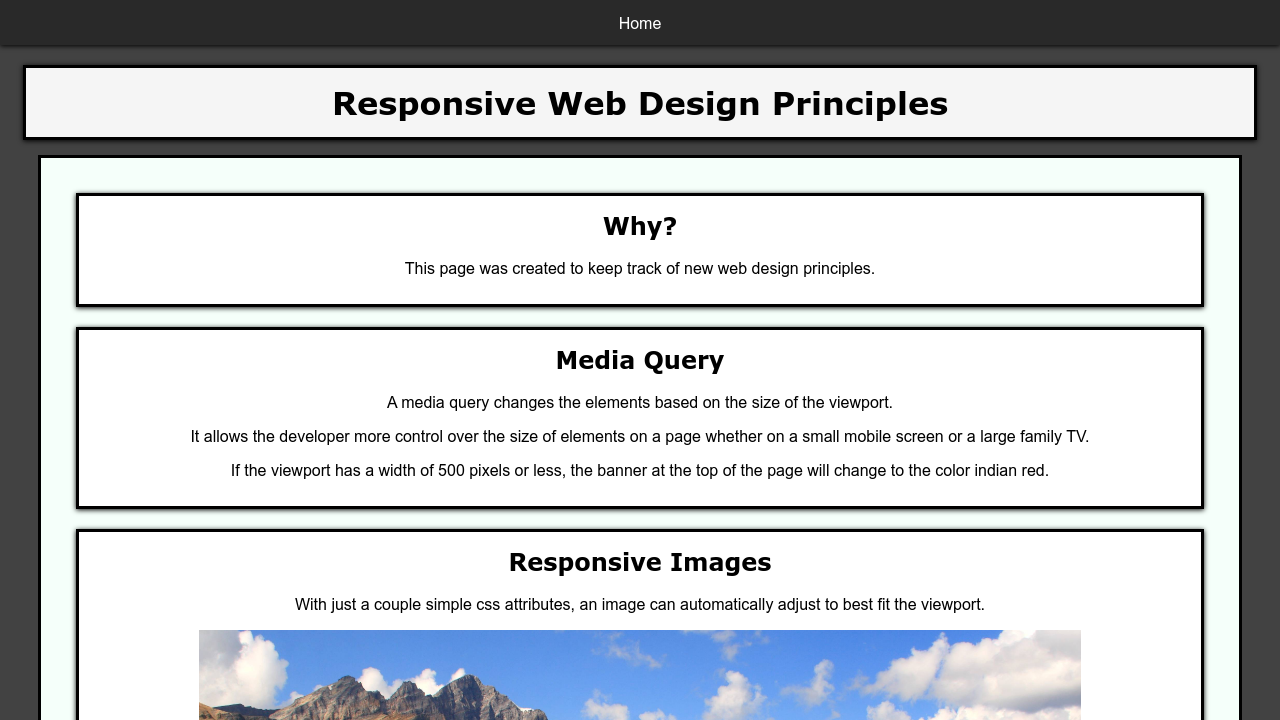 Home
Responsive Web Design Principles
Why?
This page was created to keep track of new web design principles.
Media Query
A media query changes the elements based on the size of the viewport.
It allows the developer more control over the size of elements on a page whether on a small mobile screen or a large family TV.
If the viewport has a width of 500 pixels or less, the banner at the top of the page will change to the color indian red.
Responsive Images
With just a couple simple css attributes, an image can automatically adjust to best fit the viewport.